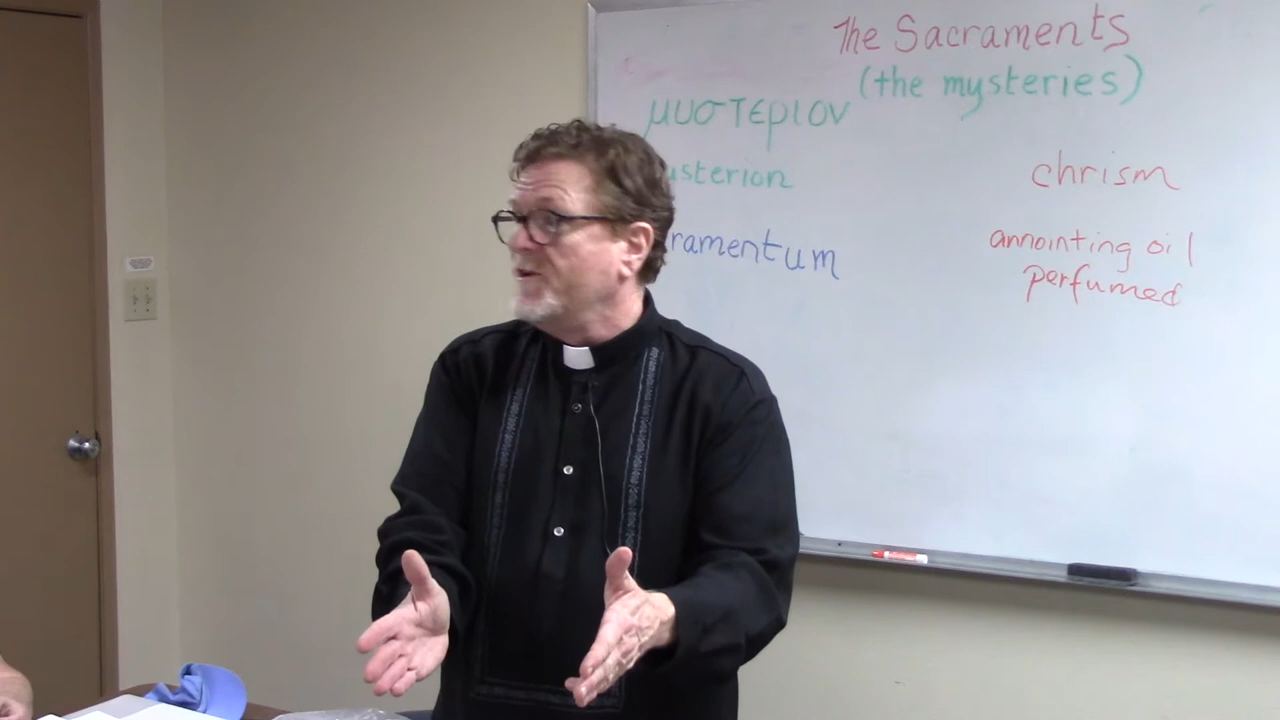 The Sacraments
(the mysteries)
μυστεριον
usterion
ramentum
chrism
annointing oil
perfumed